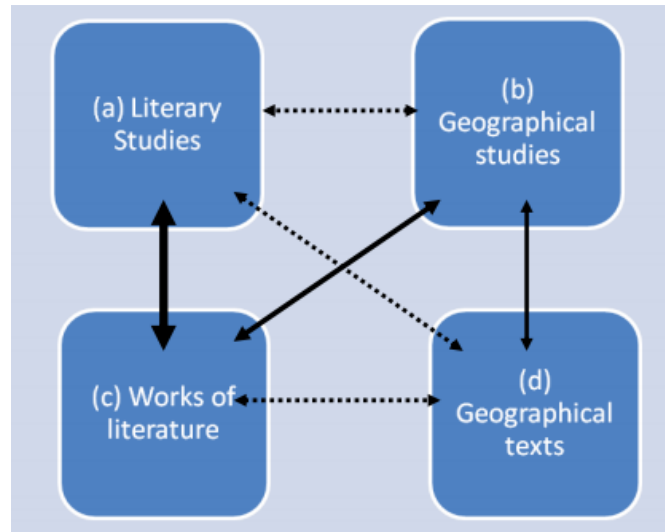 (a) Literary
Studies
(b)
Geographical
studies
(c) Works of
literature
(d)
Geographical
texts